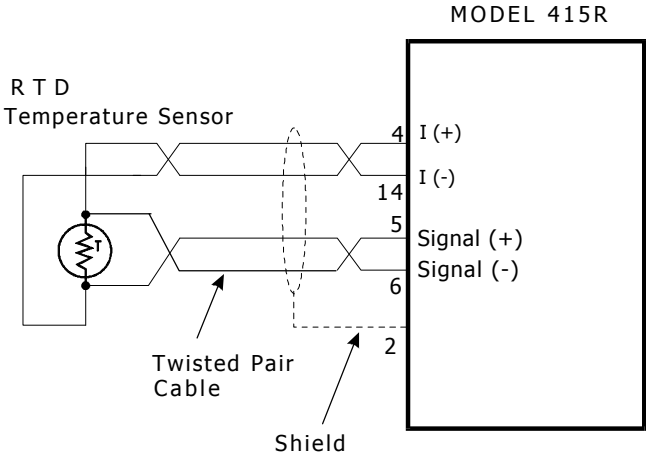 MODEL 415R
R T D
Temperature Sensor
4 I (+)
I (-)
14
5
Signal (+)
Signal (-)
6
T
2
Twisted Pair
Cable
Shield